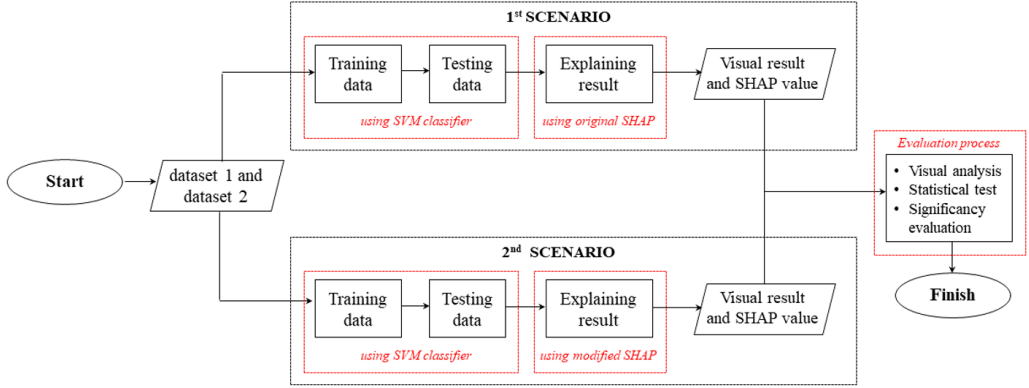 1st SCENARIO
Training
data
Testing
data
Explaining
result
Visual result
and SHAP value
using SVM classifier
using original SHAP
Start
dataset 1 and
dataset 2
Evaluation process
• Visual analysis
• Statistical test
• Significancy
evaluation
Finish
2nd SCENARIO
Training
data
Testing
data
Explaining
result
Visual result
and SHAP value
using SVM classifier
using modified SHAP